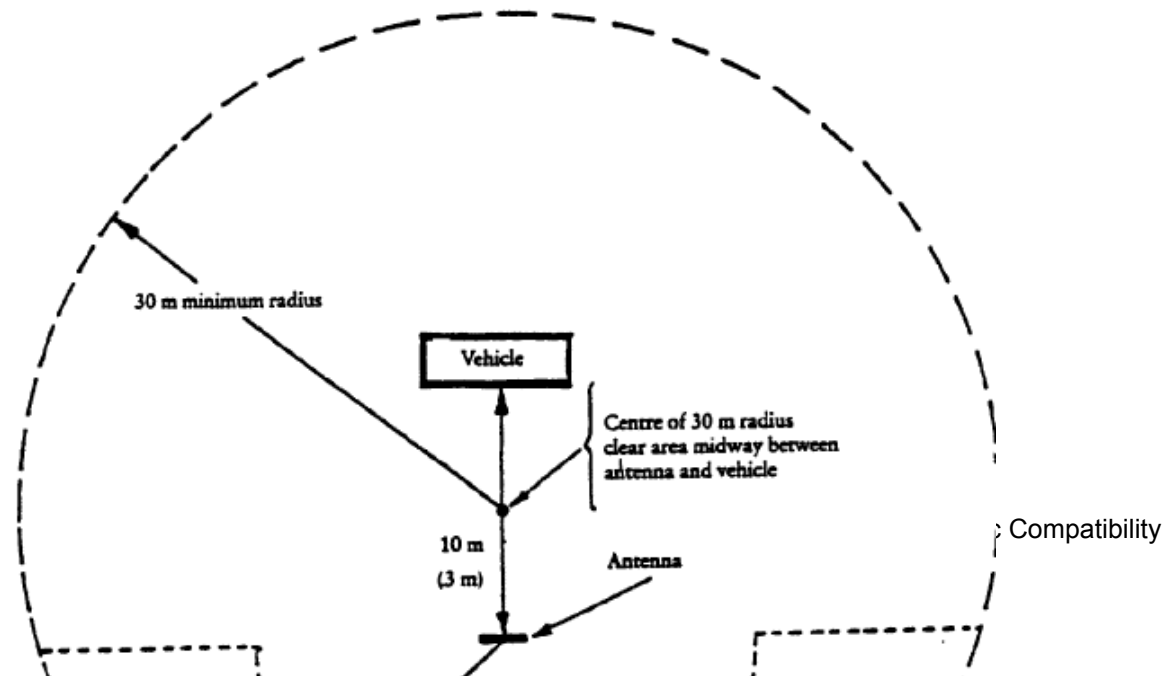 30 m minimum radius
Vehicle
Centre of 30 m radius
clear area midway between
antenna and vehicle
Compatibility
10 m
(3 m)
Antenna